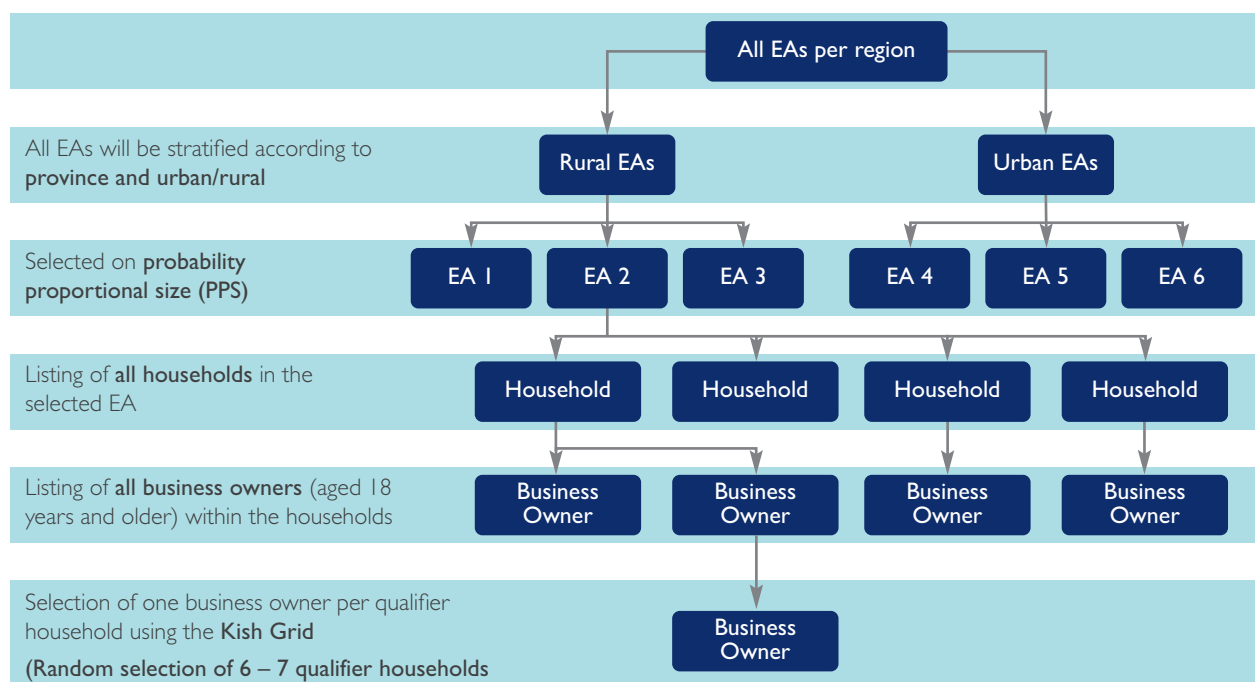 All EAs per region
All EAs will be stratified according to
province and urban/rural
Rural EAs
Urban EAs
Selected on probability
proportional size (PPS)
EA 1
EA 2
EA 3
EA 4
EA 5
EA 6
Listing of all households in the
selected EA
Household
Household
Household
Household
Listing of all business owners (aged 18
years and older) within the households
Business
Owner
Business
Owner
Business
Owner
Business
Owner
Selection of one business owner per qualifier
household using the Kish Grid
(Random selection of 6 – 7 qualifier households
Business
Owner